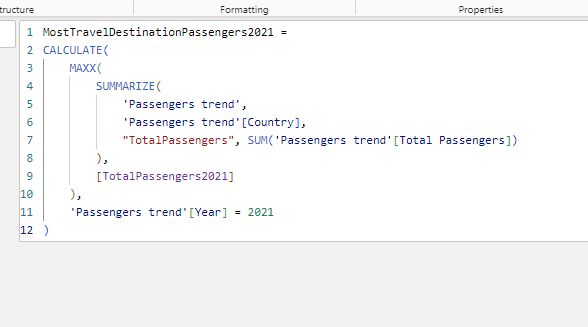 ructure Formatting Properties
1 MostTravelDestinationPassengers2021 =
2 CALCULATE(
3 MAXX(
4 SUMMARIZE(
5 'Passengers trend',
6 'Passengers trend'[Country],
7 "TotalPassengers", SUM('Passengers trend'[Total Passengers])
8 ),
9 [TotalPassengers2021]
10 ),
11 'Passengers trend'[Year] = 2021
12 )